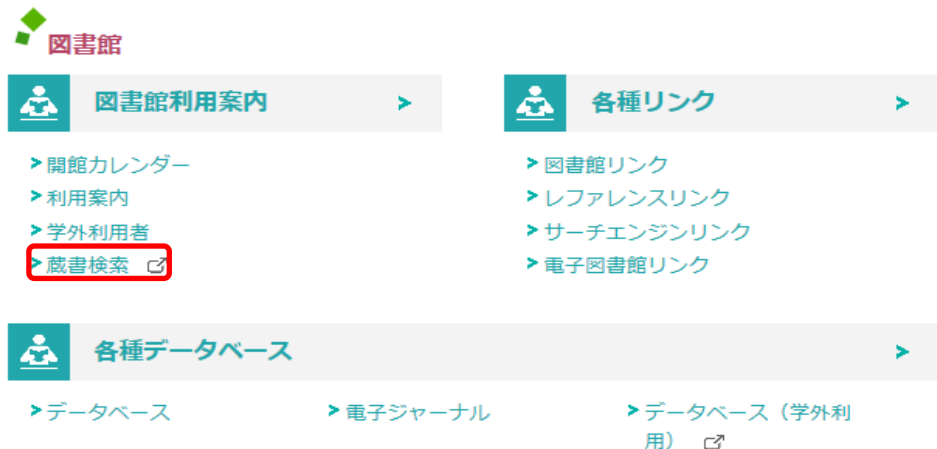 図書館
図書館利用案内
開館カレンダー
利用案内
学外利用者
蔵書検索
各種リンク
図書館リンク
レファレンスリンク
サーチエンジンリンク
電子図書館リンク
各種データベース
データベース
電子ジャーナル
データベース（学外利
用）